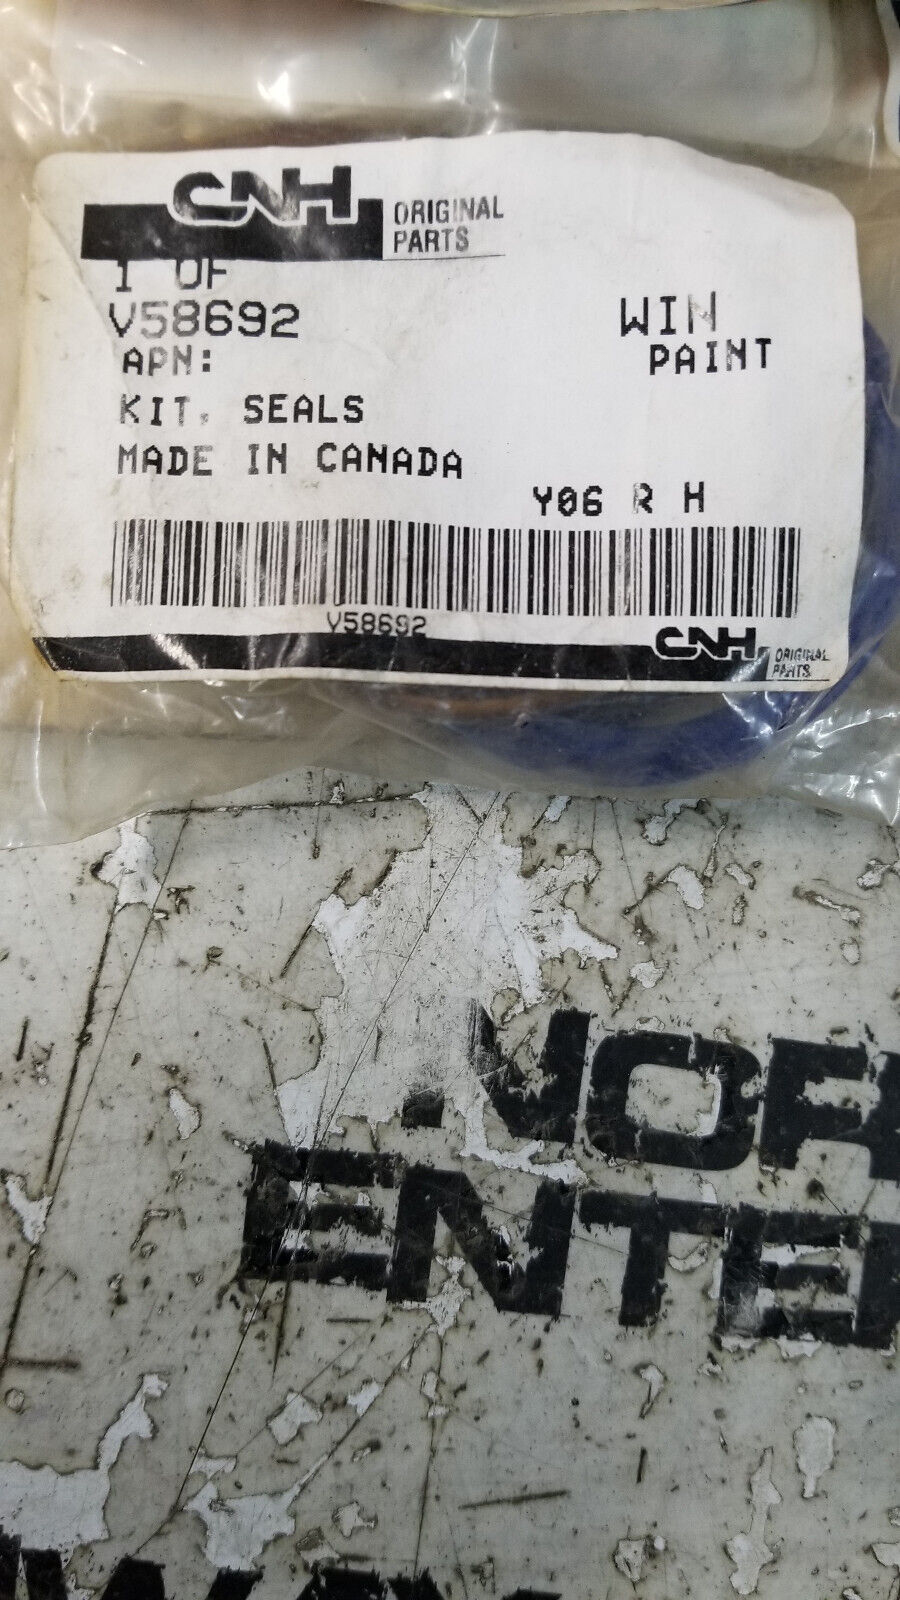 CNH ORIGINAL
PARTS
1 OF
V58692 WIN
APN: PAINT
KIT, SEALS
MADE IN CANADA
Y06 R H
V58692
CNH ORIGINAL
PARTS
NOR
ENTE